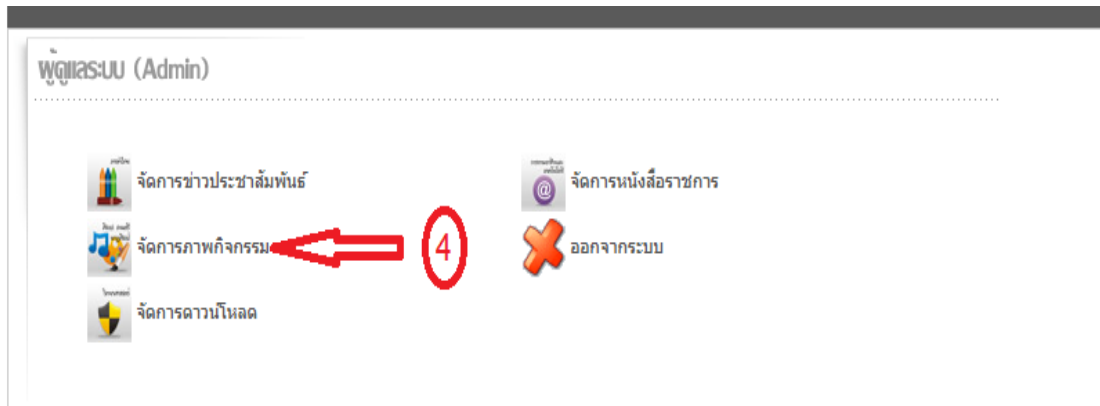 ผู้ดูแลระบบ (Admin)
จัดการข่าวประชาสัมพันธ์
จัดการหนังสือราชการ
จัดการภาพกิจกรรม
4
ออกจากระบบ
จัดการดาวน์โหลด